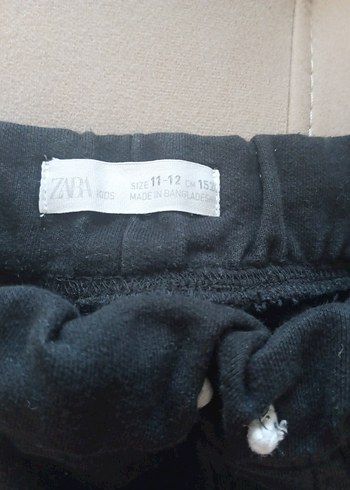 ZARA KIDS
SIZE 11-12 CM 152
MADE IN BANGLADESH